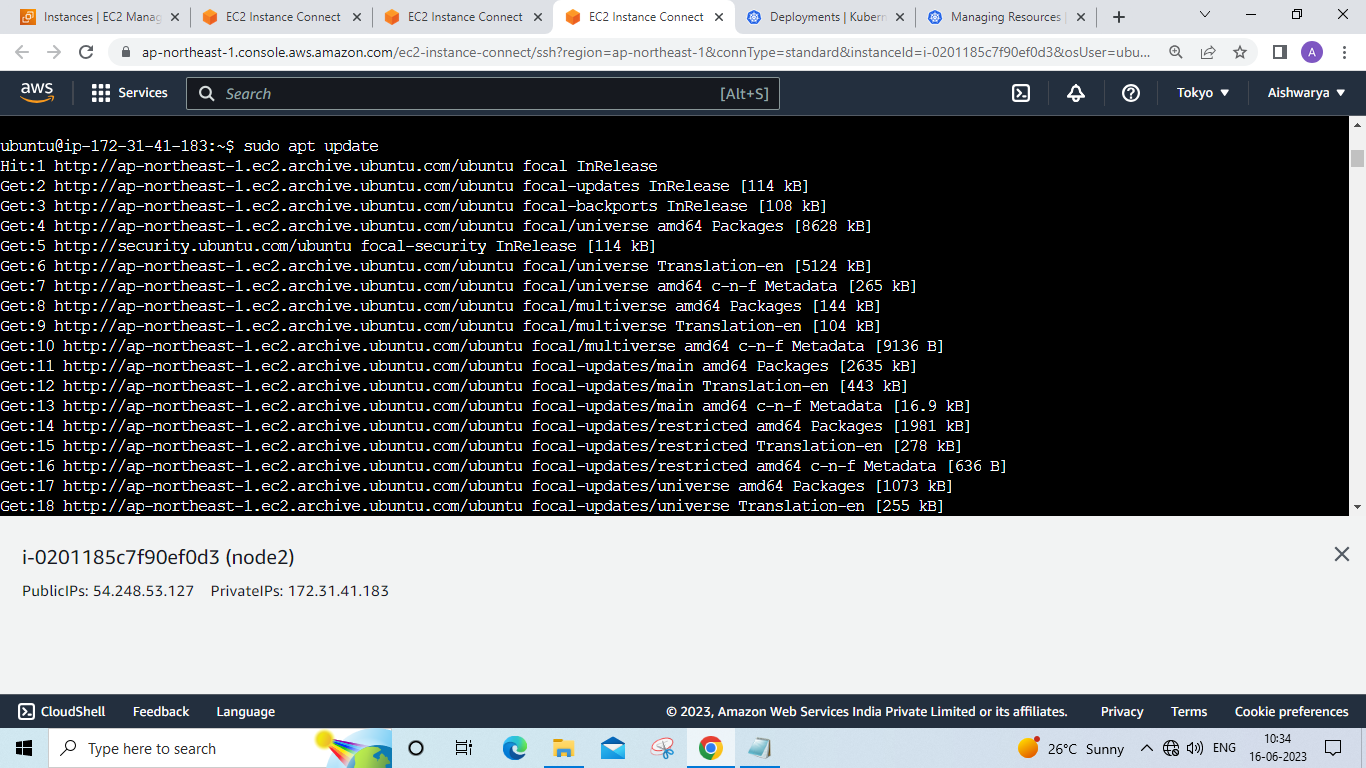 Instances | EC2 Manag
EC2 Instance Connect
EC2 Instance Connect
EC2 Instance Connect
Deployments | Kubern
Managing Resources |
ap-northeast-1.console.aws.amazon.com/ec2-instance-connect/ssh?region=ap-northeast-1&connType=standard&instanceId=i-0201185c7f90ef0d3&osUser=ubu...
A
aws
Services
Search
[Alt+S]
Tokyo
Aishwarya
ubuntu@ip-172-31-41-183:~$ sudo apt update
Hit:1 http://ap-northeast-1.ec2.archive.ubuntu.com/ubuntu focal InRelease
Get:2 http://ap-northeast-1.ec2.archive.ubuntu.com/ubuntu focal-updates InRelease [114 kB]
Get:3 http://ap-northeast-1.ec2.archive.ubuntu.com/ubuntu focal-backports InRelease [108 kB]
Get:4 http://ap-northeast-1.ec2.archive.ubuntu.com/ubuntu focal/universe amd64 Packages [8628 kB]
Get:5 http://security.ubuntu.com/ubuntu focal-security InRelease [114 kB]
Get:6 http://ap-northeast-1.ec2.archive.ubuntu.com/ubuntu focal/universe Translation-en [5124 kB]
Get:7 http://ap-northeast-1.ec2.archive.ubuntu.com/ubuntu focal/universe amd64 c-n-f Metadata [265 kB]
Get:8 http://ap-northeast-1.ec2.archive.ubuntu.com/ubuntu focal/multiverse amd64 Packages [144 kB]
Get:9 http://ap-northeast-1.ec2.archive.ubuntu.com/ubuntu focal/multiverse Translation-en [104 kB]
Get:10 http://ap-northeast-1.ec2.archive.ubuntu.com/ubuntu focal/multiverse amd64 c-n-f Metadata [9136 B]
Get:11 http://ap-northeast-1.ec2.archive.ubuntu.com/ubuntu focal-updates/main amd64 Packages [2635 kB]
Get:12 http://ap-northeast-1.ec2.archive.ubuntu.com/ubuntu focal-updates/main Translation-en [443 kB]
Get:13 http://ap-northeast-1.ec2.archive.ubuntu.com/ubuntu focal-updates/main amd64 c-n-f Metadata [16.9 kB]
Get:14 http://ap-northeast-1.ec2.archive.ubuntu.com/ubuntu focal-updates/restricted amd64 Packages [1981 kB]
Get:15 http://ap-northeast-1.ec2.archive.ubuntu.com/ubuntu focal-updates/restricted Translation-en [278 kB]
Get:16 http://ap-northeast-1.ec2.archive.ubuntu.com/ubuntu focal-updates/restricted amd64 c-n-f Metadata [636 B]
Get:17 http://ap-northeast-1.ec2.archive.ubuntu.com/ubuntu focal-updates/universe amd64 Packages [1073 kB]
Get:18 http://ap-northeast-1.ec2.archive.ubuntu.com/ubuntu focal-updates/universe Translation-en [255 kB]
i-0201185c7f90ef0d3 (node2)
PublicIPs: 54.248.53.127 PrivateIPs: 172.31.41.183
CloudShell
Feedback
Language
© 2023, Amazon Web Services India Private Limited or its affiliates.
Privacy
Terms
Cookie preferences
Type here to search
26°C Sunny
ENG
10:34
16-06-2023